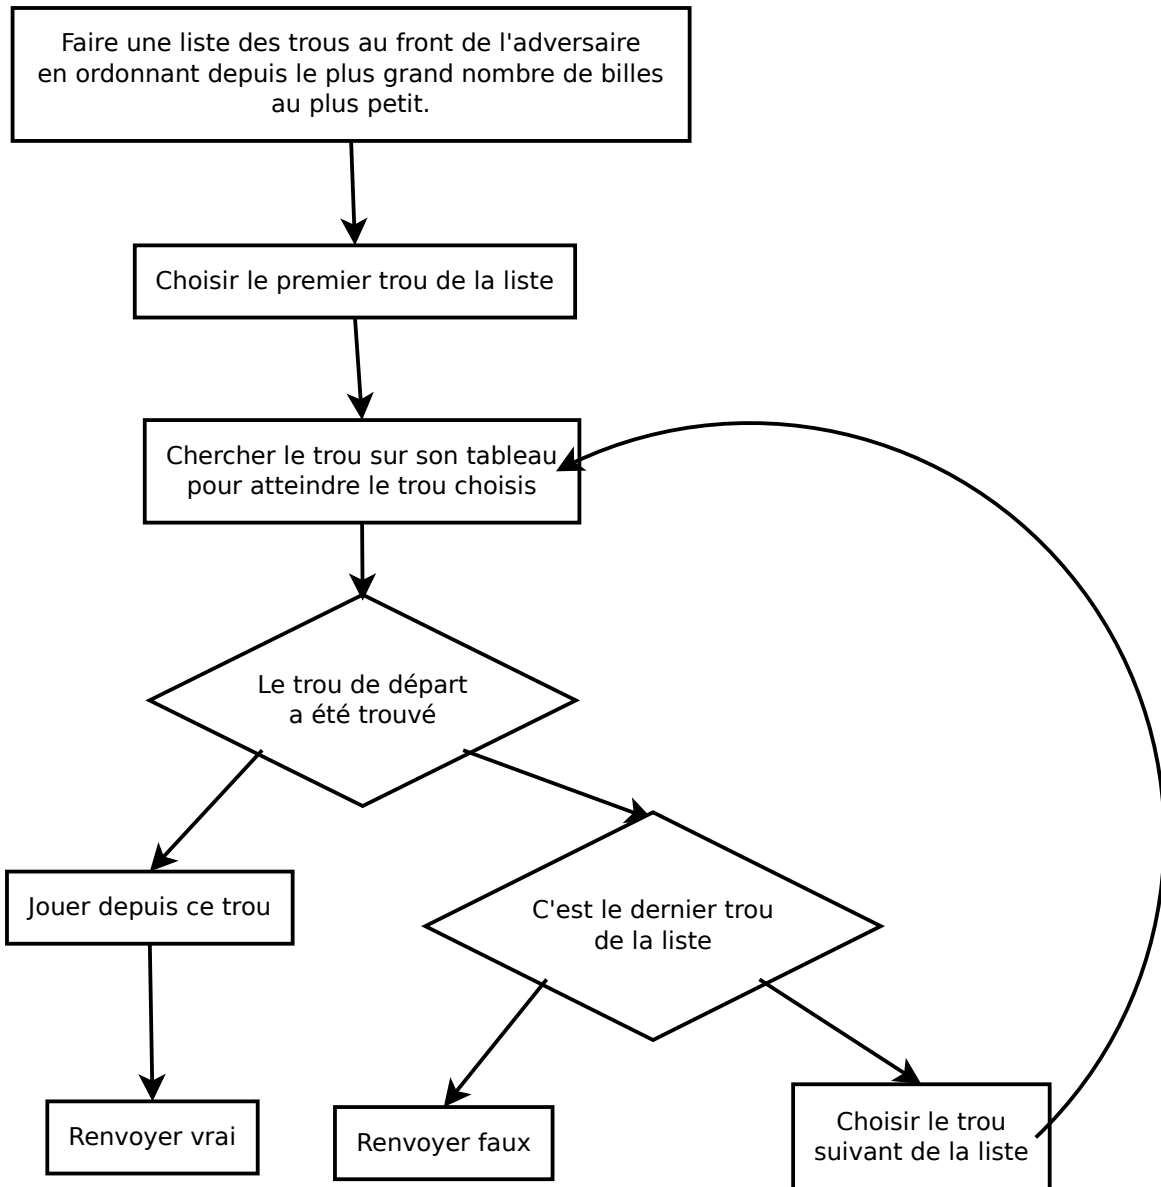 Faire une liste des trous au front de l'adversaire
en ordonnant depuis le plus grand nombre de billes
au plus petit.
Choisir le premier trou de la liste
Chercher le trou sur son tableau
pour atteindre le trou choisis
Le trou de départ
a été trouvé
Jouer depuis ce trou
C'est le dernier trou
de la liste
Renvoyer vrai
Renvoyer faux
Choisir le trou
suivant de la liste